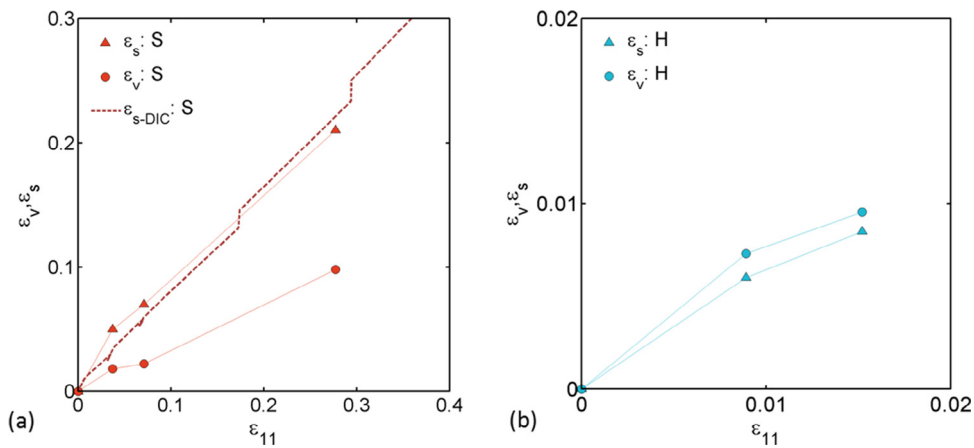 0.3
0.2
0.1
0
ε_v,ε_s
ε_s: S
ε_v: S
ε_s-DIC: S
0 0.1 0.2 0.3 0.4
ε_11
(a)
0.02
0.01
0
ε_v,ε_s
ε_s: H
ε_v: H
0 0.01 0.02
ε_11
(b)